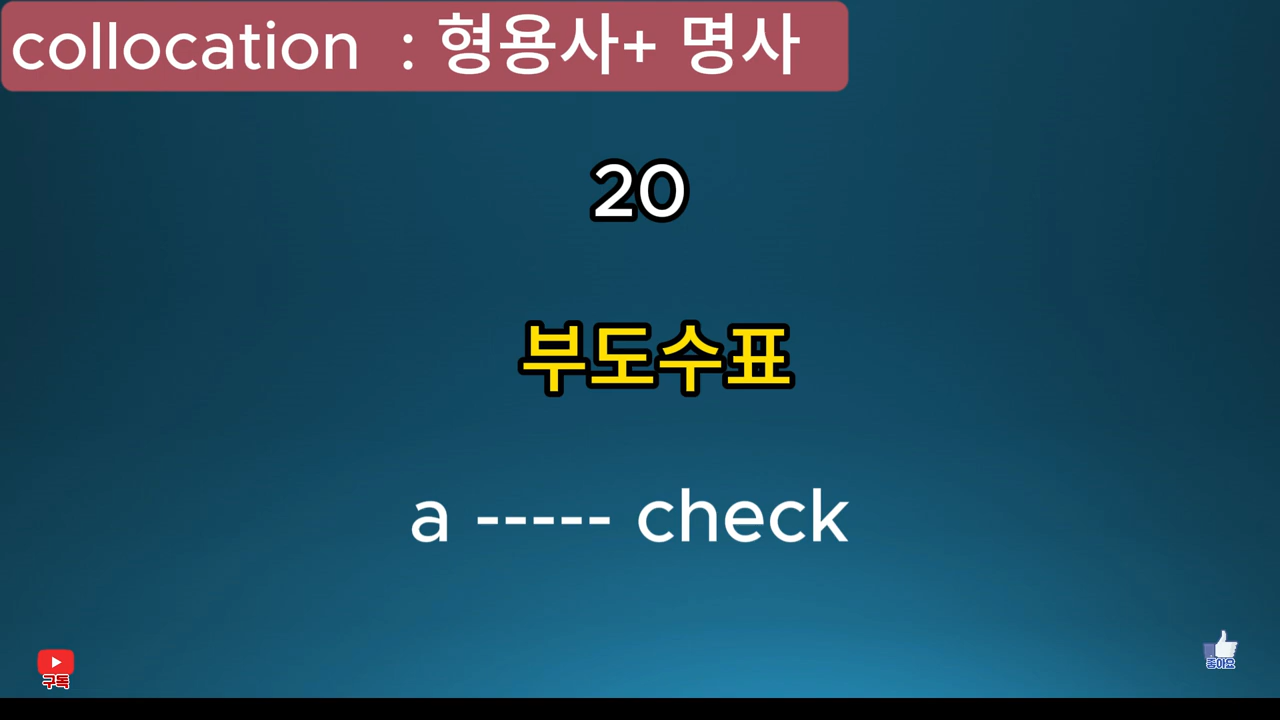 collocation : 형용사+ 명사
20
부도수표
a ----- check
구독
좋아요